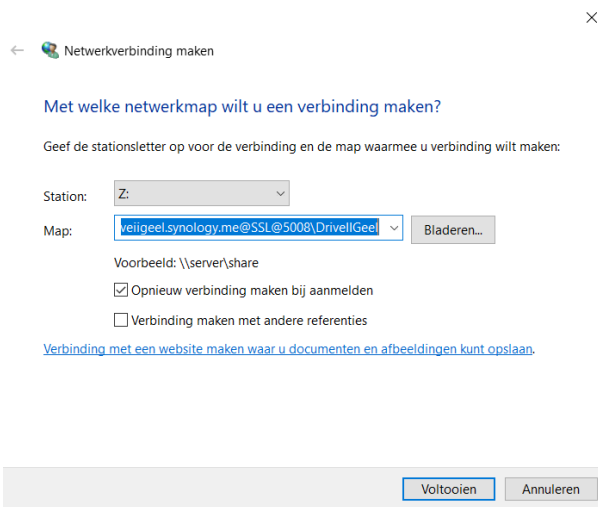 Netwerkverbinding maken
Met welke netwerkmap wilt u een verbinding maken?
Geef de stationsletter op voor de verbinding en de map waarmee u verbinding wilt maken:
Station: Z:
Map: veiigeel.synology.me@SSL@5008\DriveIIGeel Bladeren...
Voorbeeld: \\server\share
Opnieuw verbinding maken bij aanmelden
Verbinding maken met andere referenties
Verbinding met een website maken waar u documenten en afbeeldingen kunt opslaan.
Voltooien Annuleren